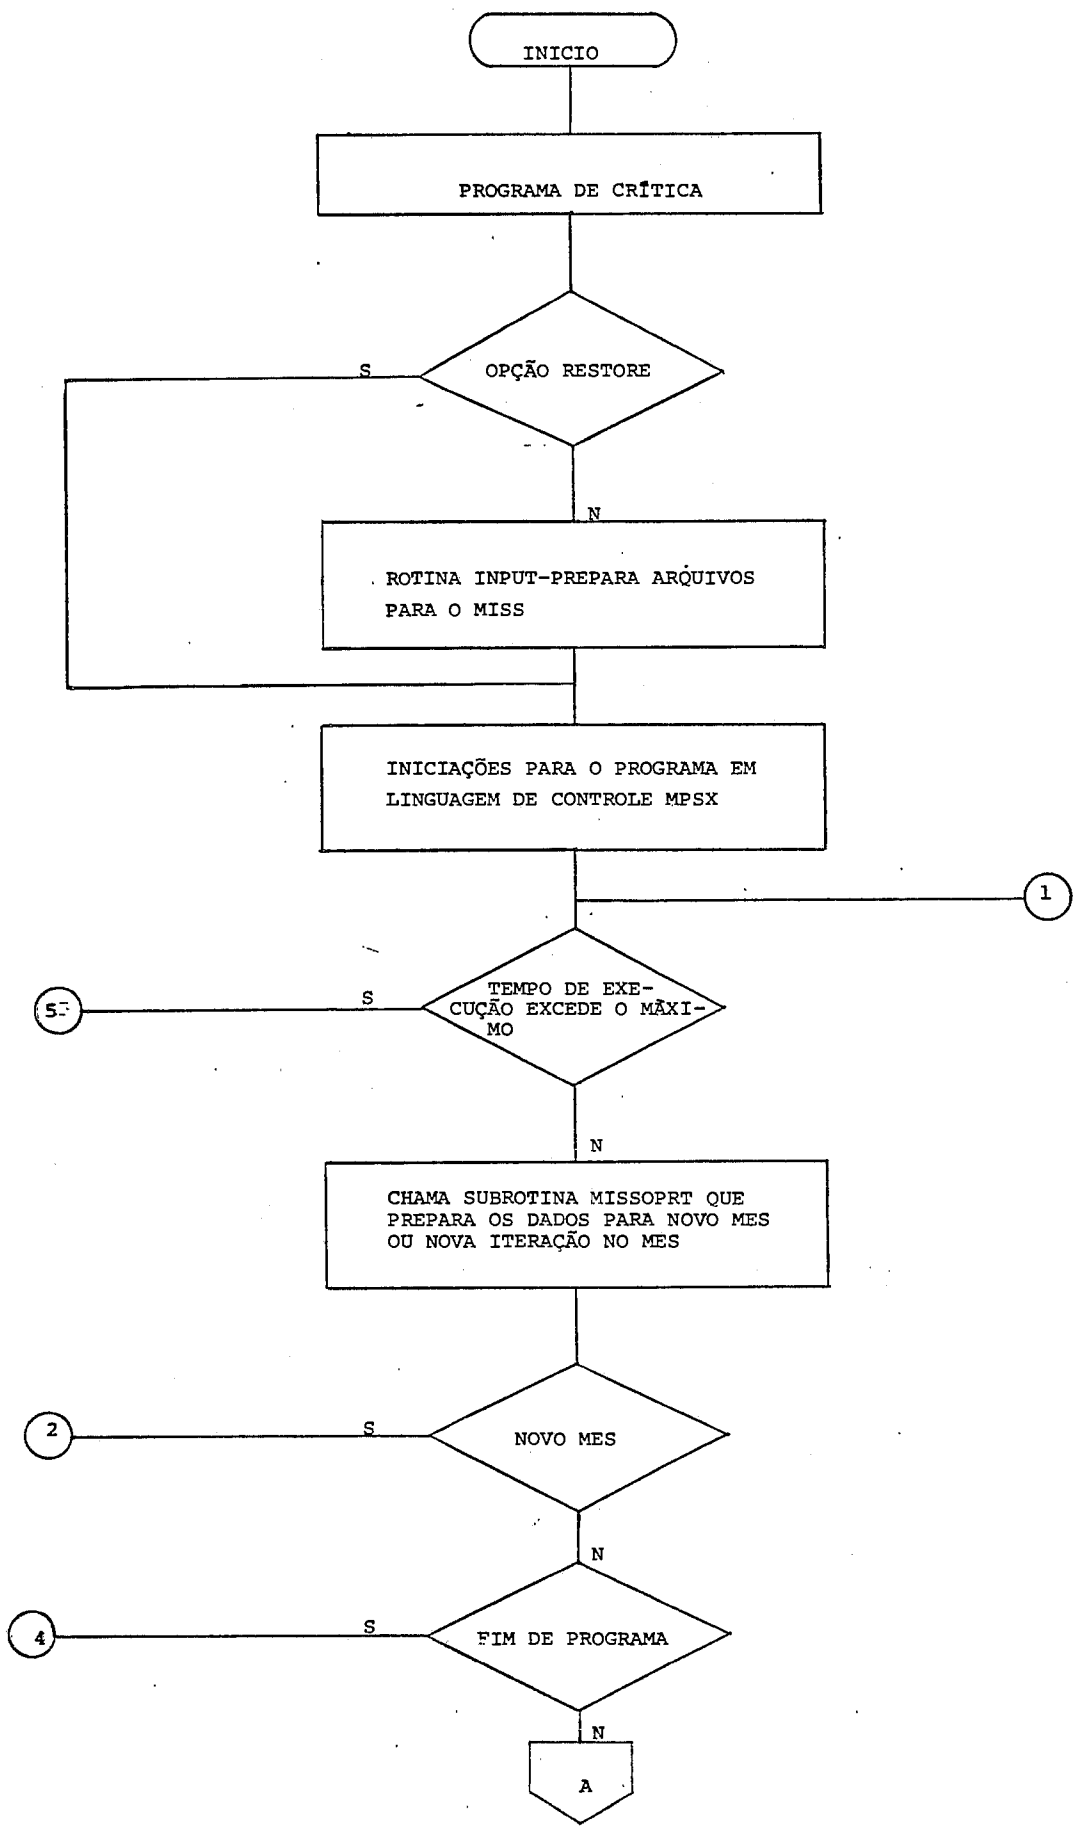 INICIO
PROGRAMA DE CRÍTICA
OPÇÃO RESTORE
S
N
ROTINA INPUT-PREPARA ARQUIVOS
PARA O MISS
INICIAÇÕES PARA O PROGRAMA EM
LINGUAGEM DE CONTROLE MPSX
1
TEMPO DE EXE-
CUÇÃO EXCEDE O MÁXI-
MO
S
5
N
CHAMA SUBROTINA MISSOPRT QUE
PREPARA OS DADOS PARA NOVO MES
OU NOVA ITERAÇÃO NO MES
2
S
NOVO MES
N
4
S
FIM DE PROGRAMA
N
A